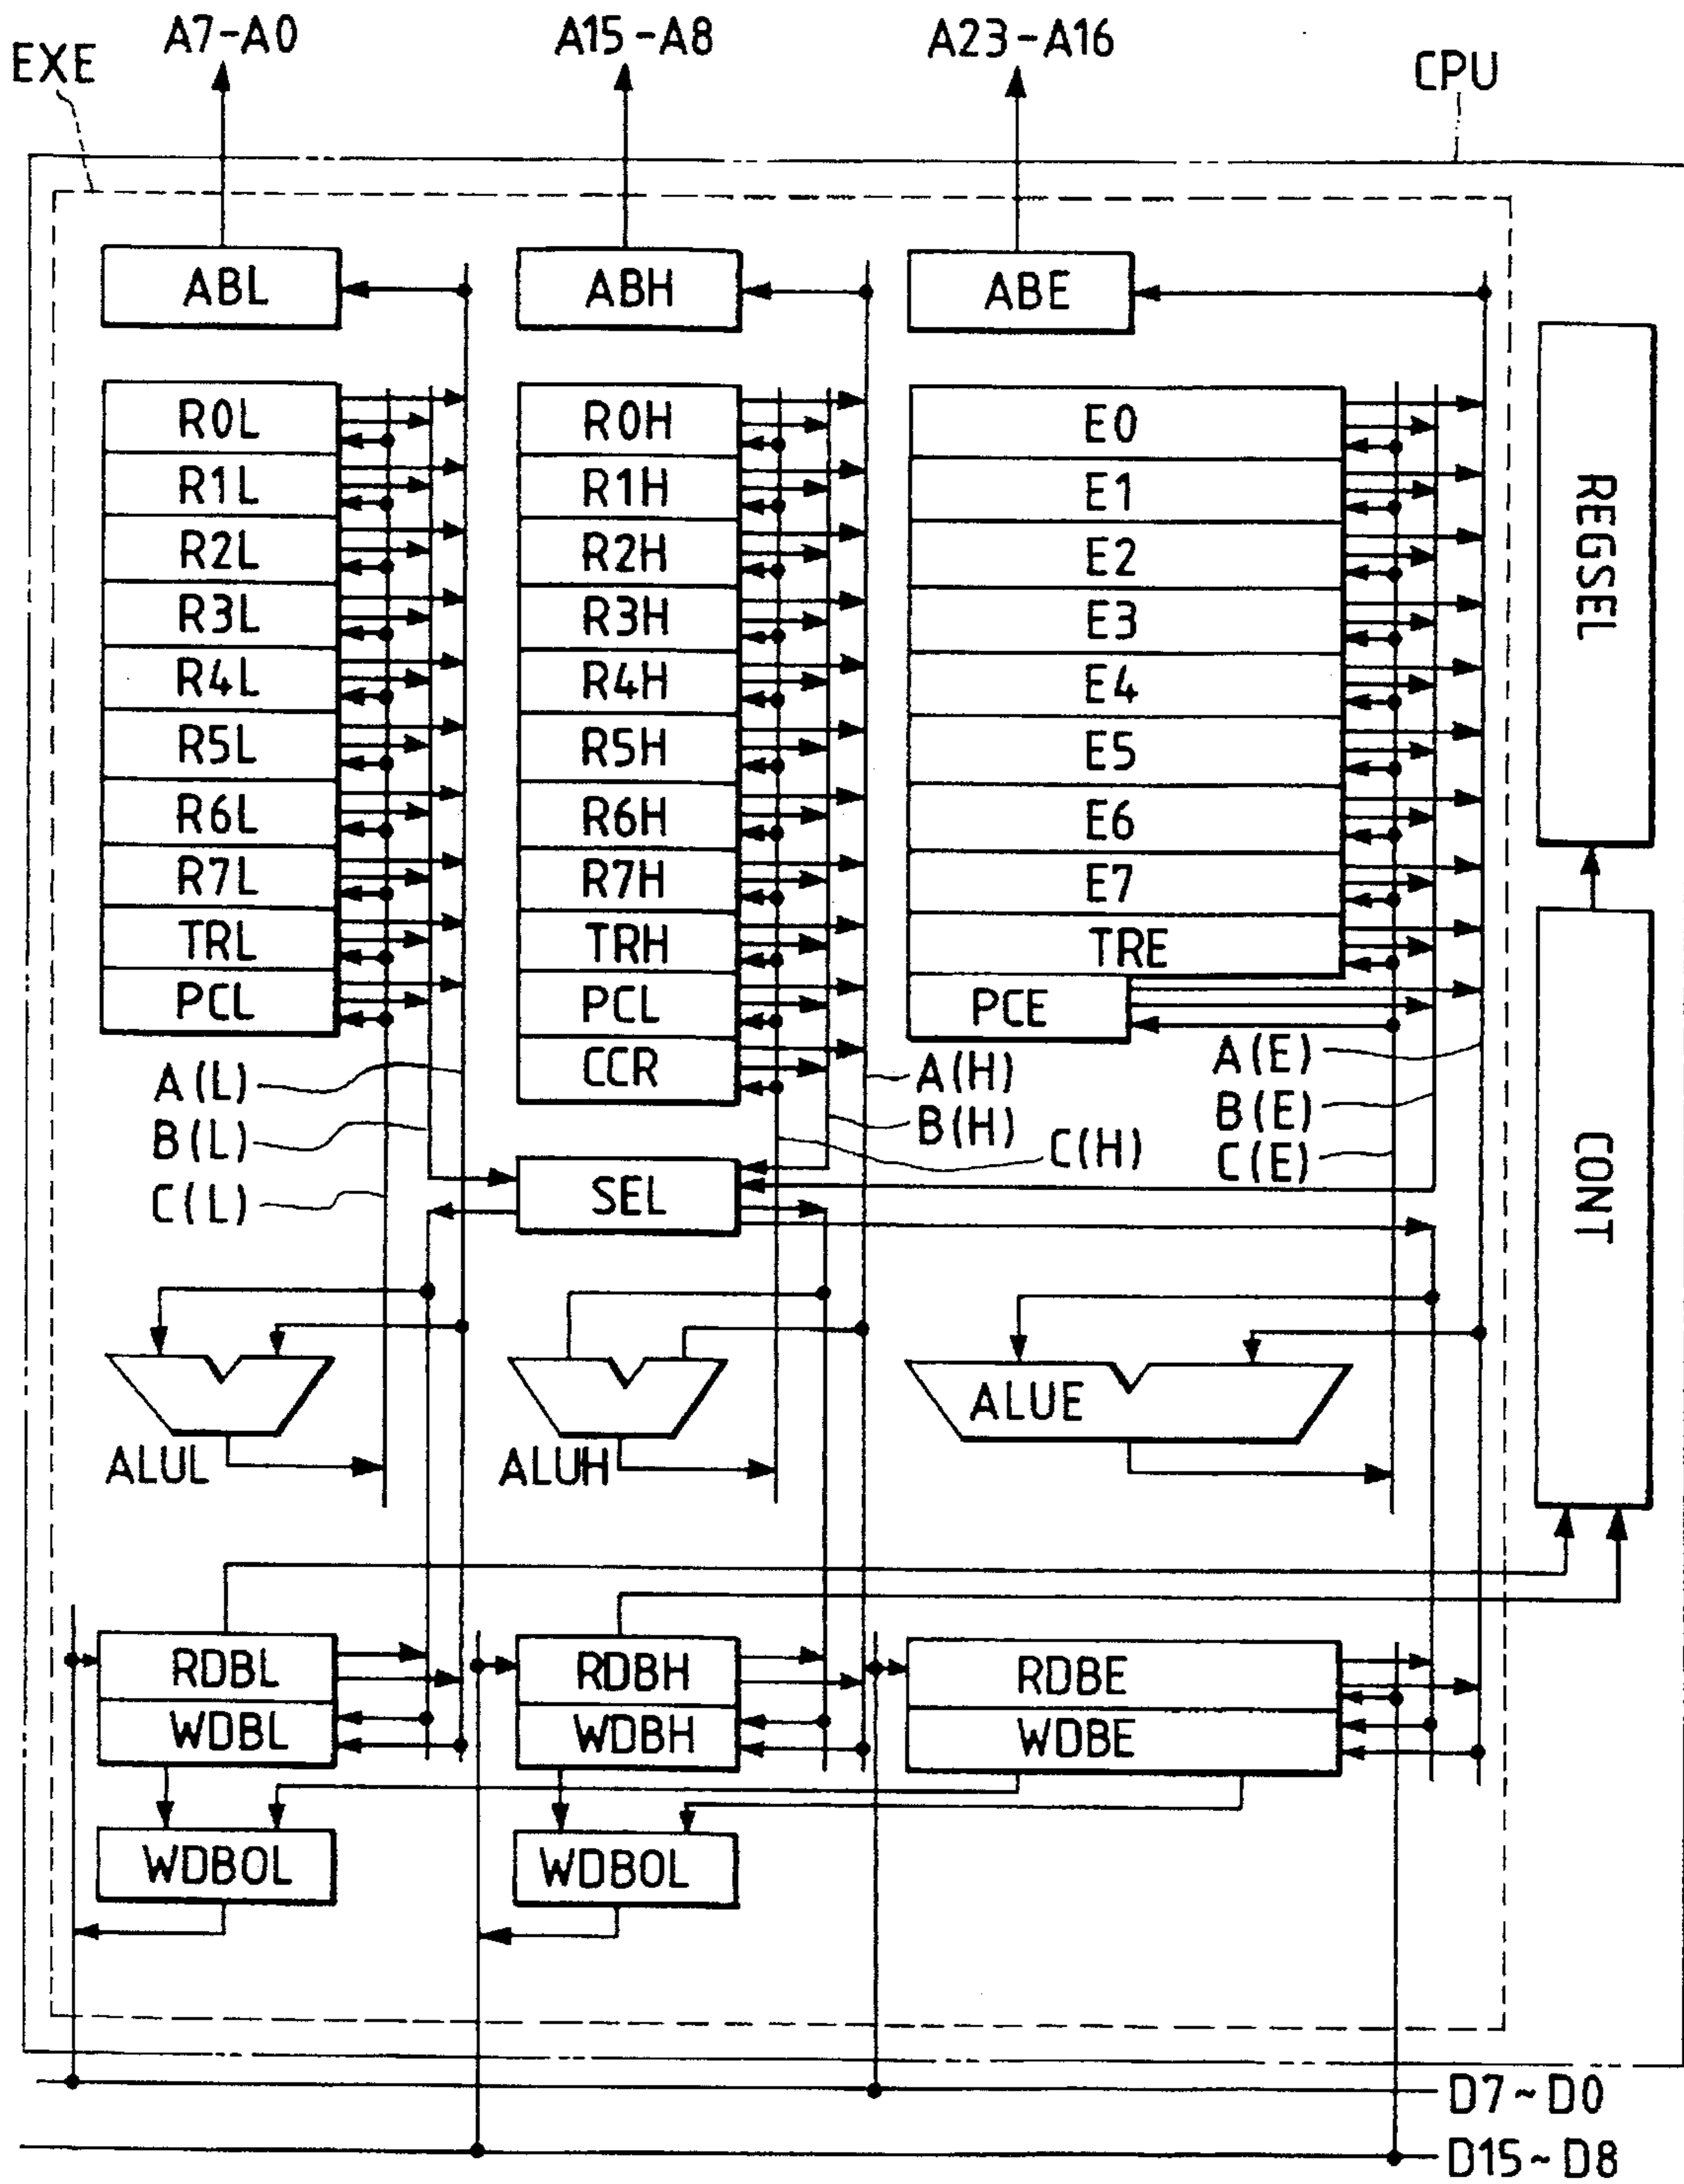 A7-A0
A15-A8
A23-A16
EXE
CPU
ABL
ABH
ABE
R0L
R1L
R2L
R3L
R4L
R5L
R6L
R7L
TRL
PCL
R0H
R1H
R2H
R3H
R4H
R5H
R6H
R7H
TRH
PCL
CCR
E0
E1
E2
E3
E4
E5
E6
E7
TRE
PCE
REGSEL
CONT
A(L)
B(L)
C(L)
A(H)
B(H)
C(H)
A(E)
B(E)
C(E)
SEL
ALUL
ALUH
ALUE
RDBL
WDBL
RDBH
WDBH
RDBE
WDBE
WDBOL
WDBOL
D7~D0
D15~D8